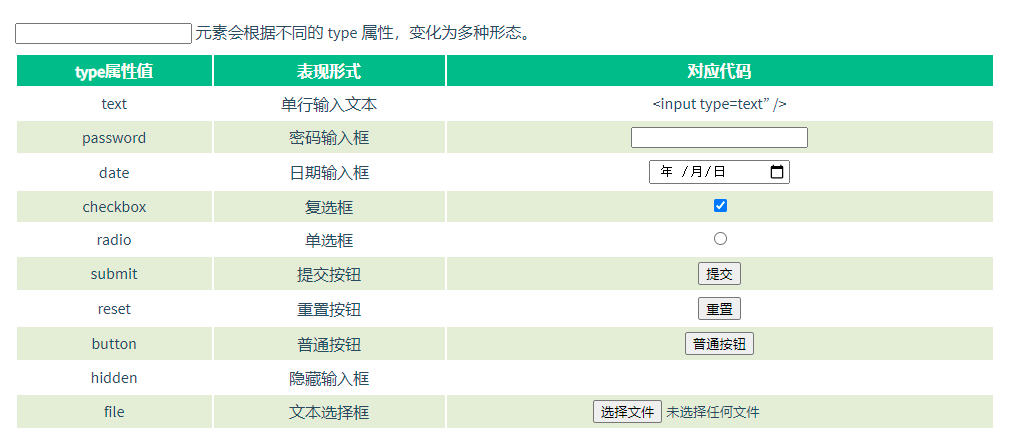 元素会根据不同的 type 属性，变化为多种形态。
type属性值 表现形式 对应代码
text 单行输入文本 <input type=text” />
password 密码输入框
date 日期输入框 年 /月/日
checkbox 复选框
radio 单选框
submit 提交按钮 提交
reset 重置按钮 重置
button 普通按钮 普通按钮
hidden 隐藏输入框
file 文本选择框 选择文件 未选择任何文件